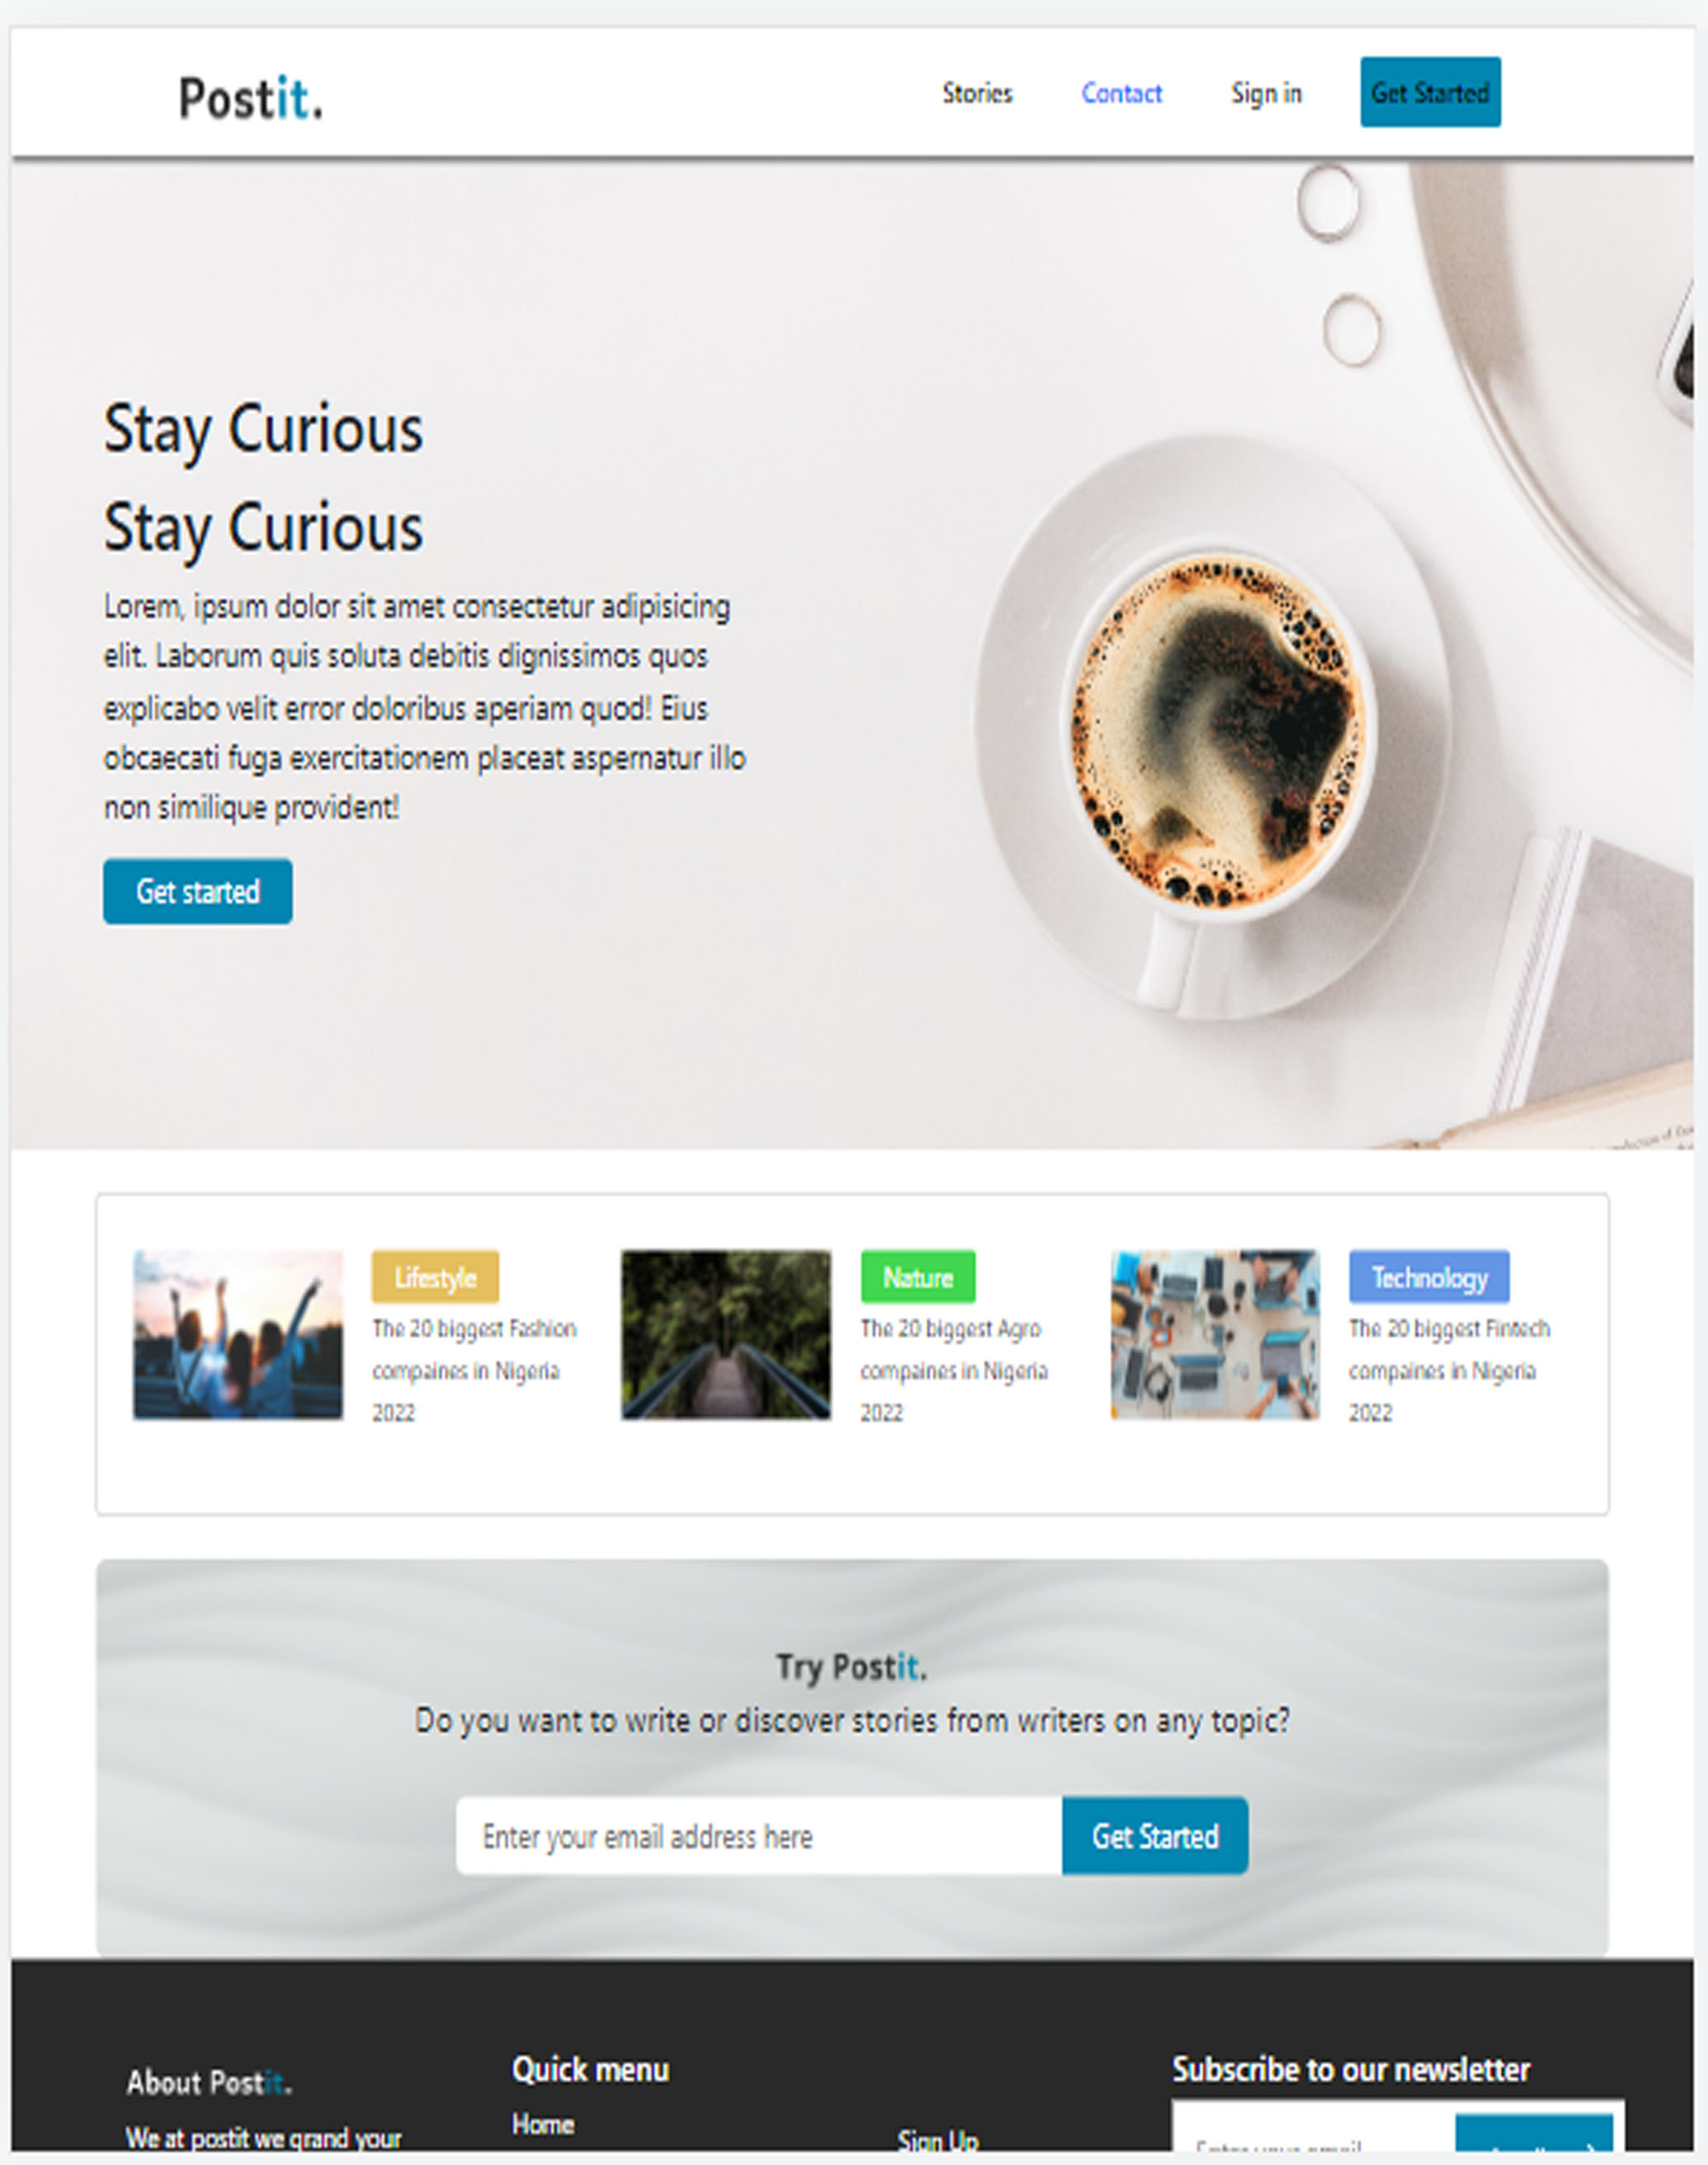 Postit.
Stories Contact Sign in Get Started
Stay Curious
Stay Curious
Lorem, ipsum dolor sit amet consectetur adipisicing
elit. Laborum quis soluta debitis dignissimos quos
explicabo velit error doloribus aperiam quod! Eius
obcaecati fuga exercitationem placeat aspernatur illo
non similique provident!
Get started
Lifestyle
The 20 biggest Fashion
compaines in Nigeria
2022
Nature
The 20 biggest Agro
compaines in Nigeria
2022
Technology
The 20 biggest Fintech
compaines in Nigeria
2022
Try Postit.
Do you want to write or discover stories from writers on any topic?
Enter your email address here
Get Started
About Postit.
We at postit we grand your
Quick menu
Home
Sign Up
Subscribe to our newsletter
Enter your email